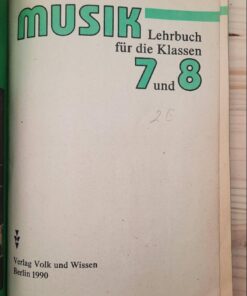 MUSIK
Lehrbuch
für die Klassen
7 und 8
Verlag Volk und Wissen
Berlin 1990